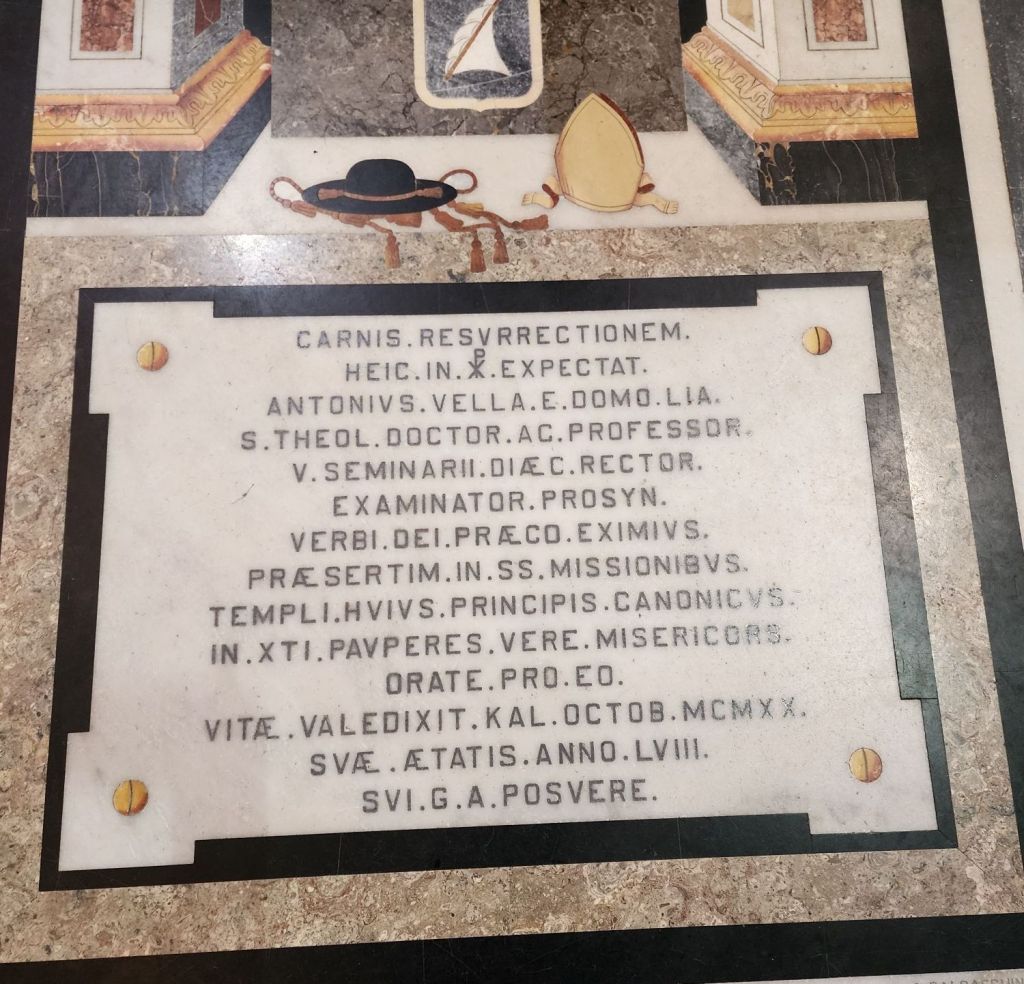 CARNIS.RESVRRECTIONEM.
HEIC.IN.☧.EXPECTAT.
ANTONIVS.VELLA.E.DOMO.LIA.
S.THEOL.DOCTOR.AC.PROFESSOR.
V.SEMINARII.DIÆC.RECTOR.
EXAMINATOR.PROSYN.
VERBI.DEI.PRÆCO.EXIMIVS.
PRÆSERTIM.IN.SS.MISSIONIBVS.
TEMPLI.HVIVS.PRINCIPIS.CANONICVS.
IN.XTI.PAVPERES.VERE.MISERICORS.
ORATE.PRO.EO.
VITÆ.VALEDIXIT.KAL.OCTOB.MCMXX.
SVÆ.ÆTATIS.ANNO.LVIII.
SVI.G.A.POSVERE.